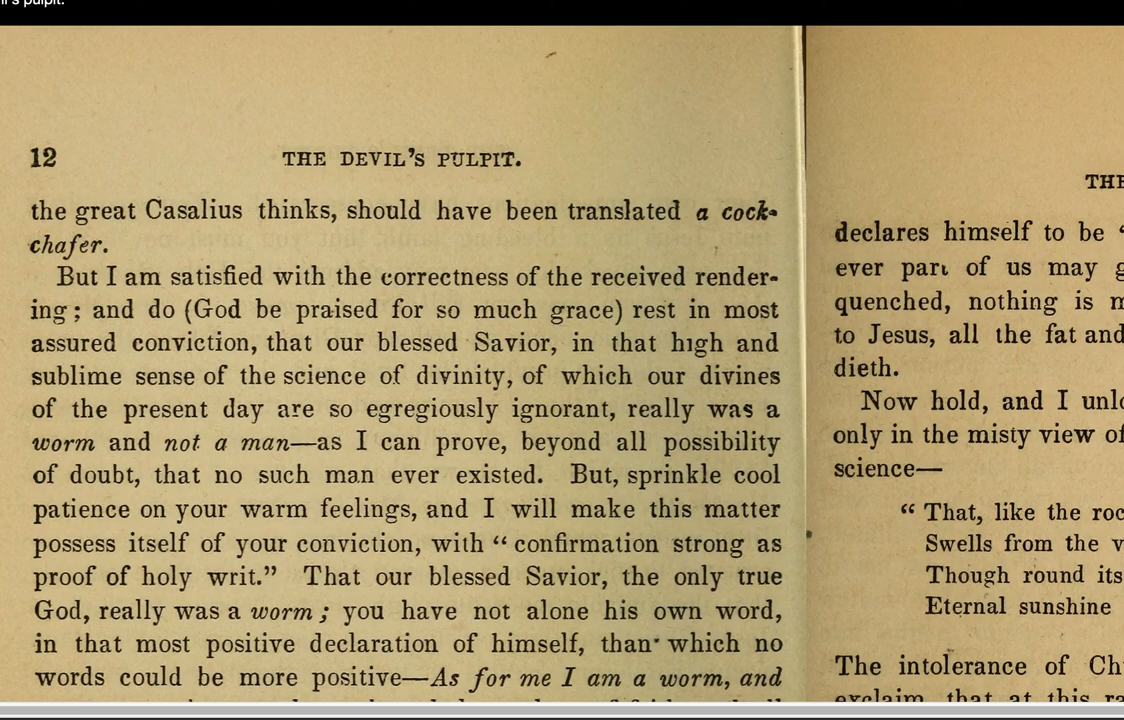 pulpit.
12
THE DEVIL'S PULPIT.
the great Casalius thinks, should have been translated a cock-
chafer.
But I am satisfied with the correctness of the received render-
ing; and do (God be praised for so much grace) rest in most
assured conviction, that our blessed Savior, in that high and
sublime sense of the science of divinity, of which our divines
of the present day are so egregiously ignorant, really was a
worm and not a man—as I can prove, beyond all possibility
of doubt, that no such man ever existed. But, sprinkle cool
patience on your warm feelings, and I will make this matter
possess itself of your conviction, with “ confirmation strong as
proof of holy writ.” That our blessed Savior, the only true
God, really was a worm ; you have not alone his own word,
in that most positive declaration of himself, than which no
words could be more positive—As for me I am a worm, and
THE
declares himself to be “
ever part of us may
quenched, nothing is
to Jesus, all the fat and
dieth.
Now hold, and I
only in the misty view of
science—
“ That, like the
Swells from the
Though round its
Eternal sunshine
The intolerance of
exclaim, that at this